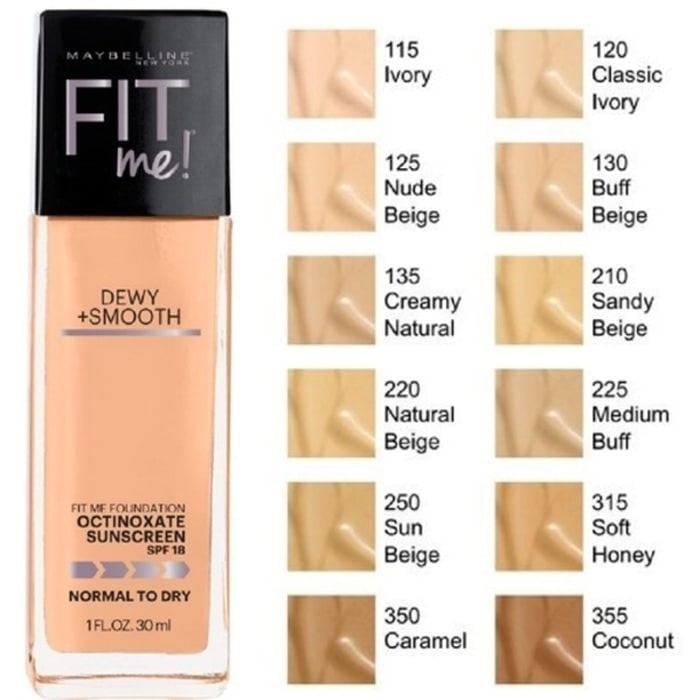 MAYBELLINE
NEW YORK
FIT
me!
DEWY
+SMOOTH
FIT ME FOUNDATION
OCTINOXATE
SUNSCREEN
SPF 18
NORMAL TO DRY
1 FL.OZ. 30 ml
115
Ivory
120
Classic
Ivory
125
Nude
Beige
130
Buff
Beige
135
Creamy
Natural
210
Sandy
Beige
220
Natural
Beige
225
Medium
Buff
250
Sun
Beige
315
Soft
Honey
350
Caramel
355
Coconut